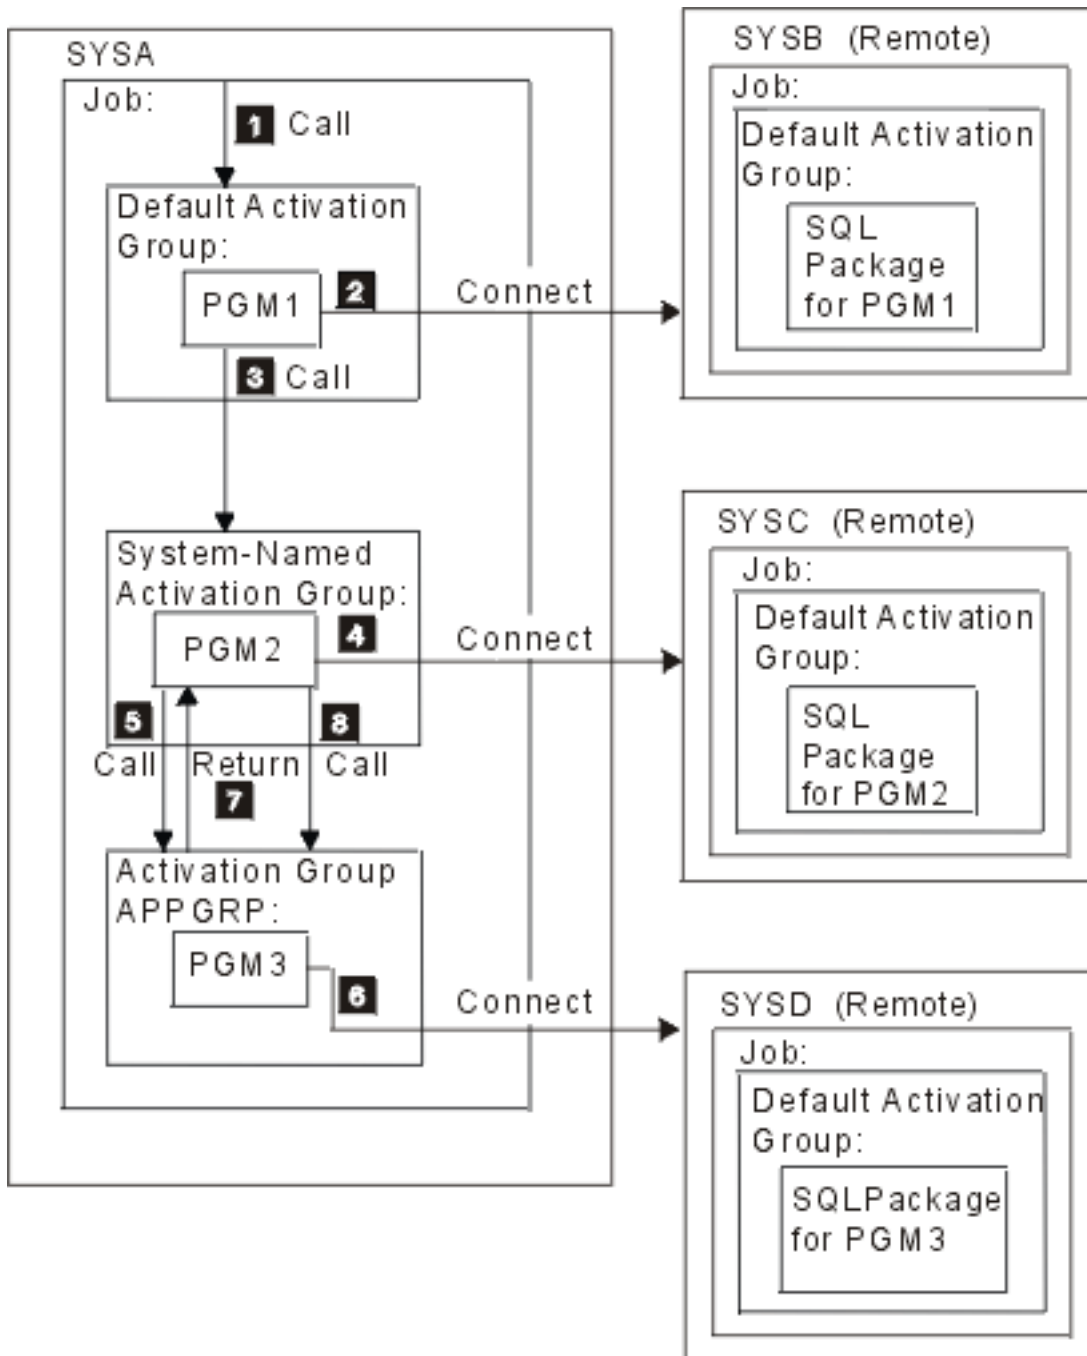 SYSA
Job:
1 Call
Default Activation
Group:
PGM1
2
Connect
3 Call
System-Named
Activation Group:
PGM2
4
Connect
5
8
Call
Return
Call
7
Activation Group
APPGRP:
PGM3
6
Connect
SYSB (Remote)
Job:
Default Activation
Group:
SQL
Package
for PGM1
SYSC (Remote)
Job:
Default Activation
Group:
SQL
Package
for PGM2
SYSD (Remote)
Job:
Default Activation
Group:
SQLPackage
for PGM3